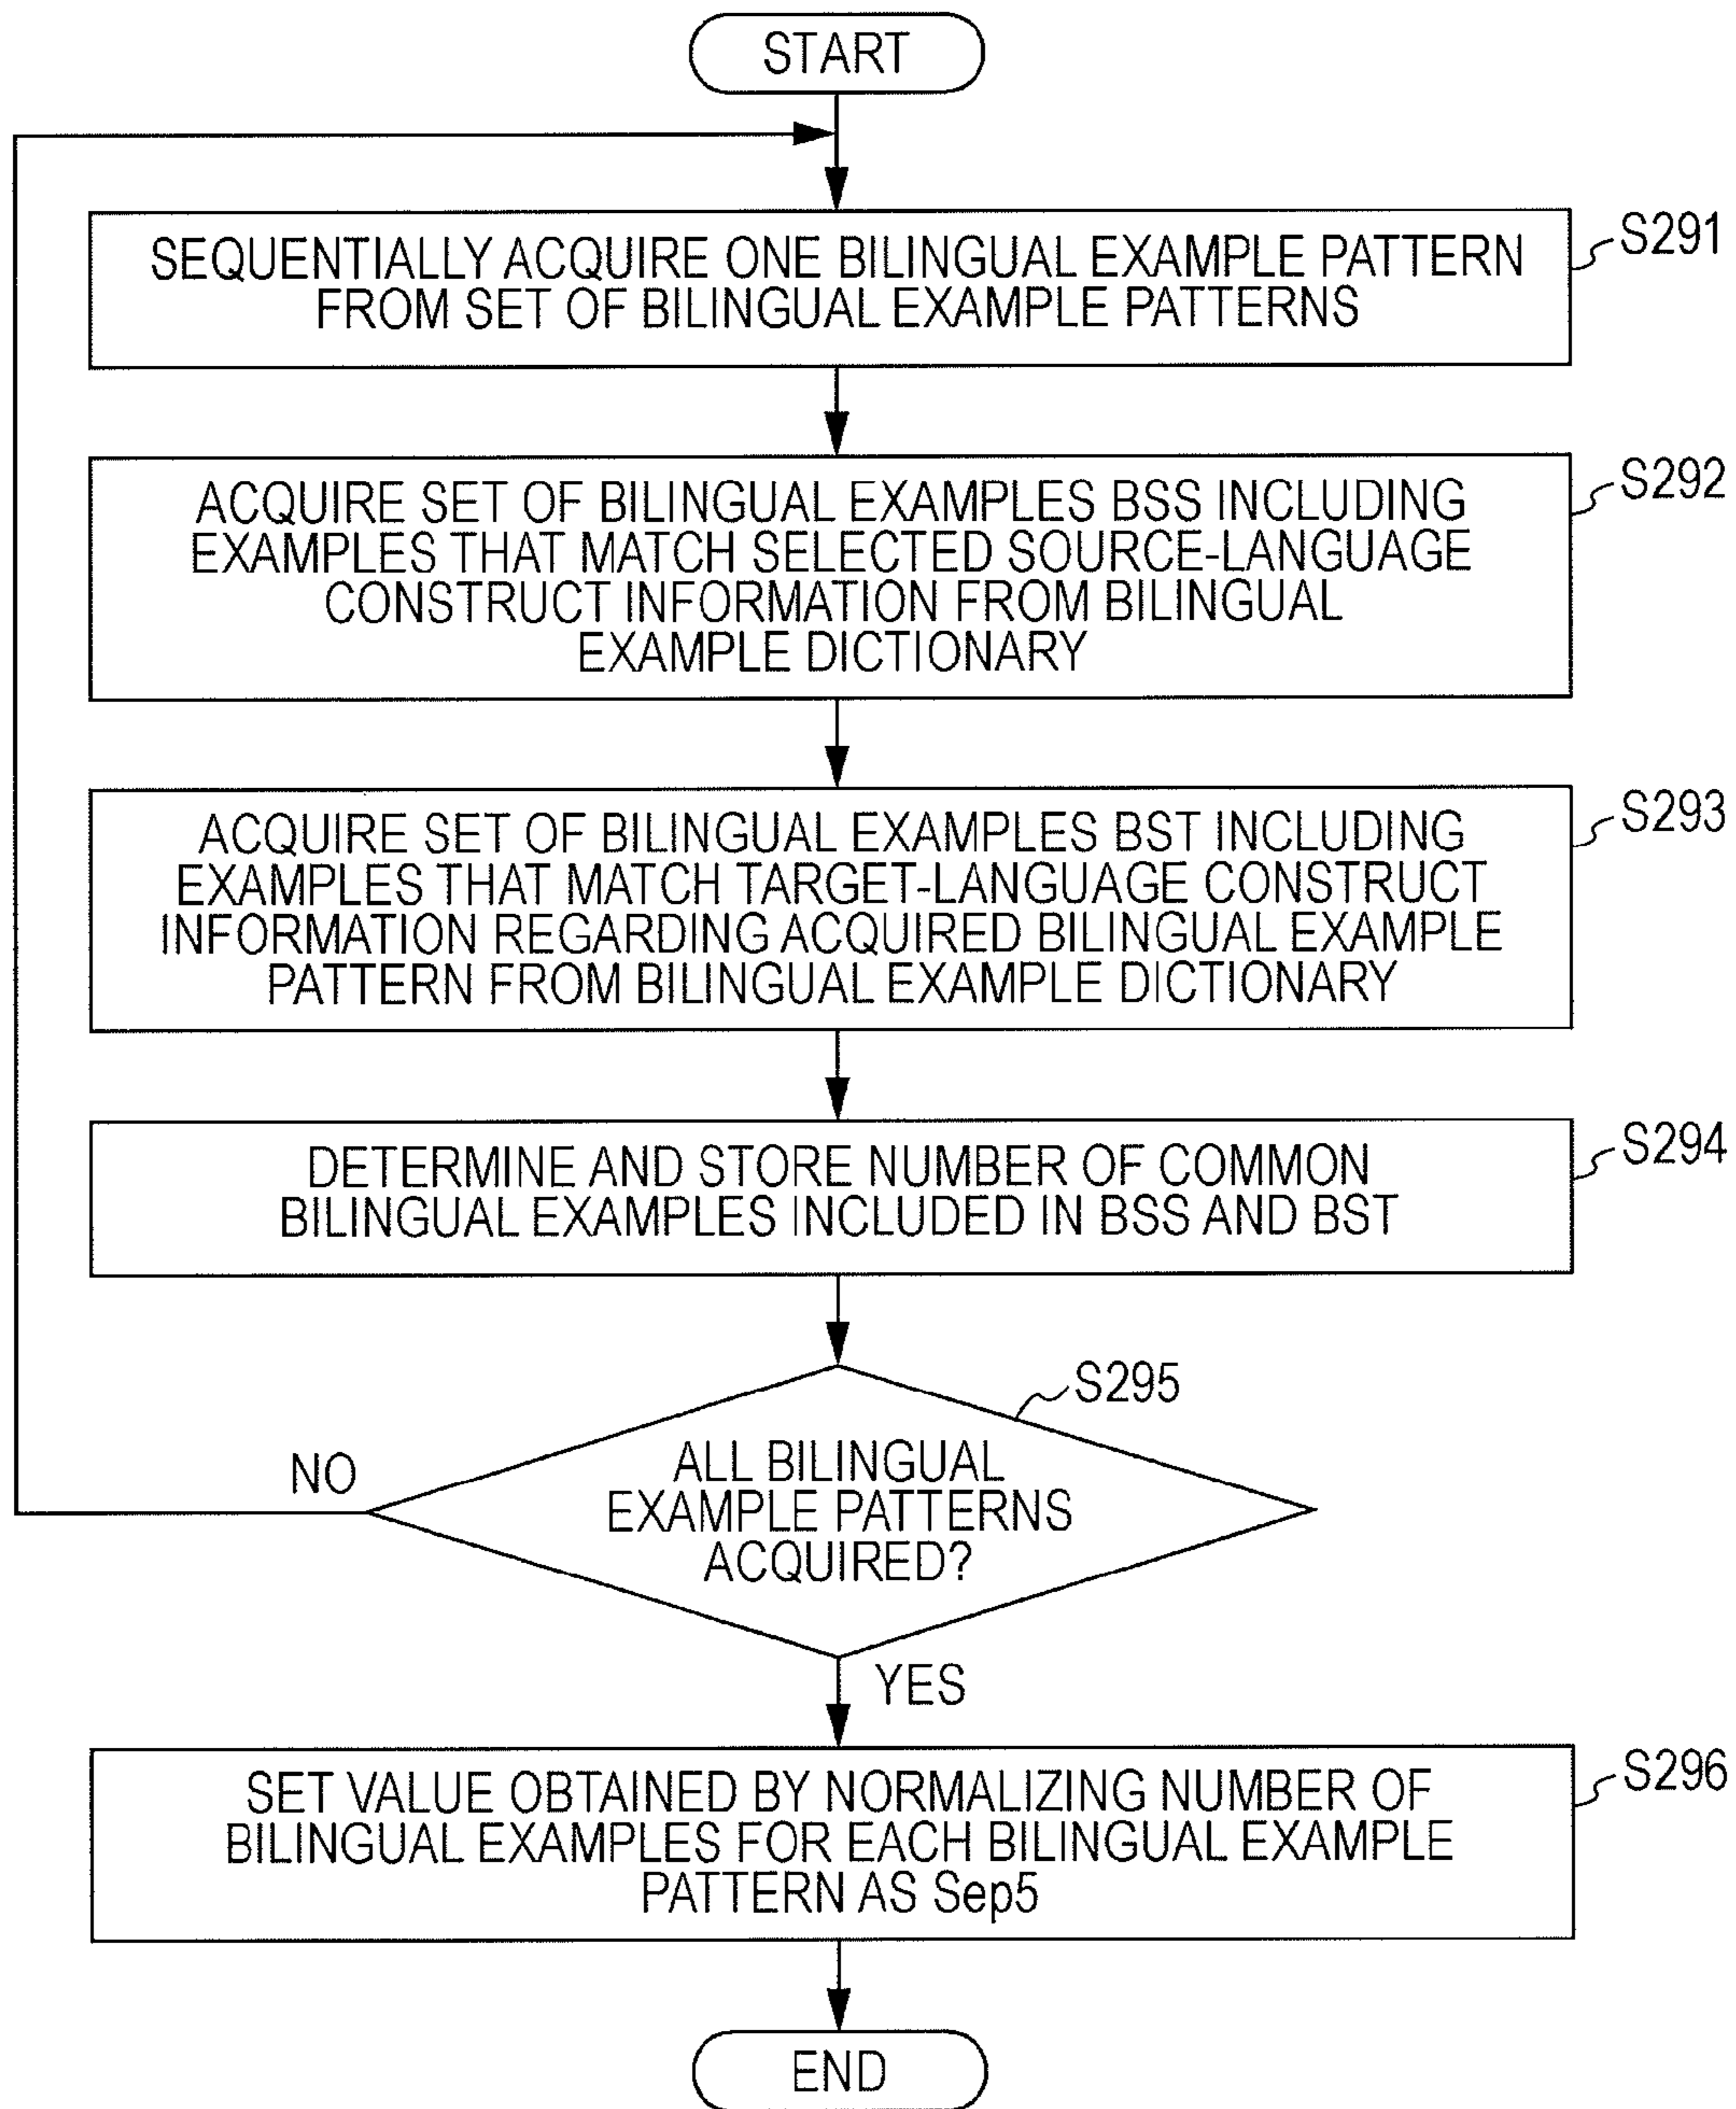 START
SEQUENTIALLY ACQUIRE ONE BILINGUAL EXAMPLE PATTERN
FROM SET OF BILINGUAL EXAMPLE PATTERNS
S291
ACQUIRE SET OF BILINGUAL EXAMPLES BSS INCLUDING
EXAMPLES THAT MATCH SELECTED SOURCE-LANGUAGE
CONSTRUCT INFORMATION FROM BILINGUAL
EXAMPLE DICTIONARY
S292
ACQUIRE SET OF BILINGUAL EXAMPLES BST INCLUDING
EXAMPLES THAT MATCH TARGET-LANGUAGE CONSTRUCT
INFORMATION REGARDING ACQUIRED BILINGUAL EXAMPLE
PATTERN FROM BILINGUAL EXAMPLE DICTIONARY
S293
DETERMINE AND STORE NUMBER OF COMMON
BILINGUAL EXAMPLES INCLUDED IN BSS AND BST
S294
S295
ALL BILINGUAL
EXAMPLE PATTERNS
ACQUIRED?
NO
YES
SET VALUE OBTAINED BY NORMALIZING NUMBER OF
BILINGUAL EXAMPLES FOR EACH BILINGUAL EXAMPLE
PATTERN AS Sep5
S296
END